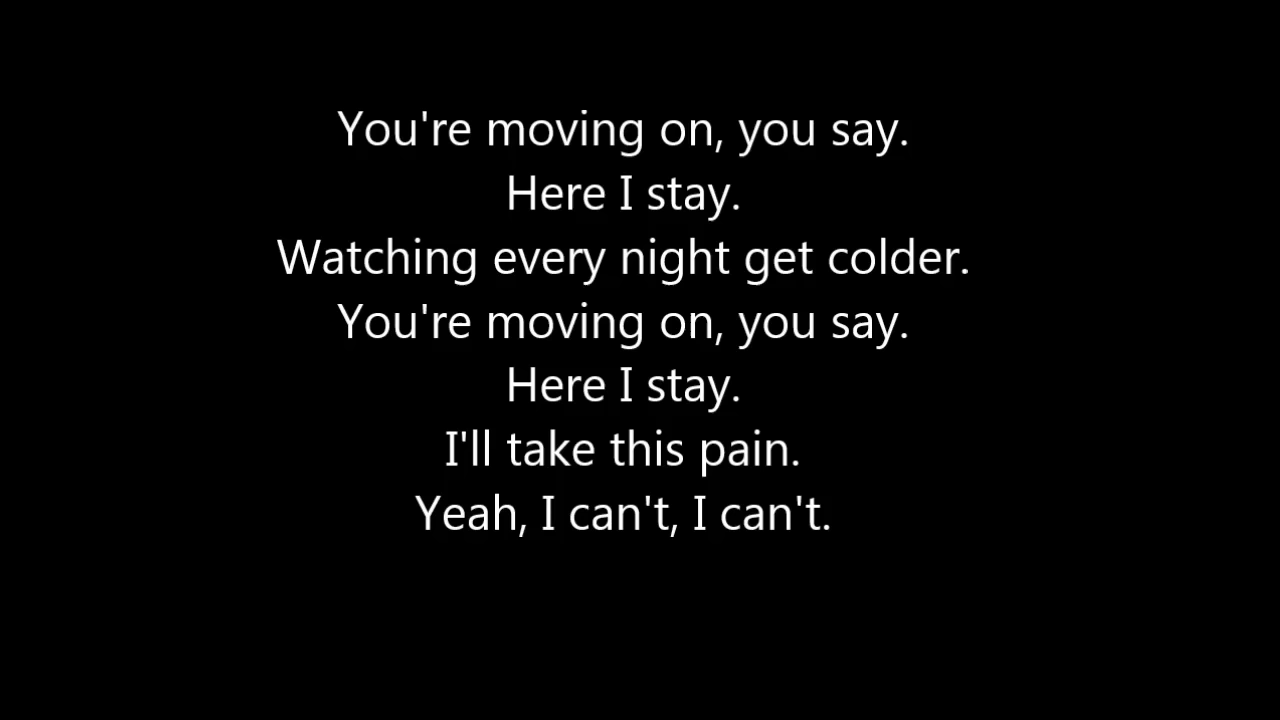 You're moving on, you say.
Here I stay.
Watching every night get colder.
You're moving on, you say.
Here I stay.
I'll take this pain.
Yeah, I can't, I can't.